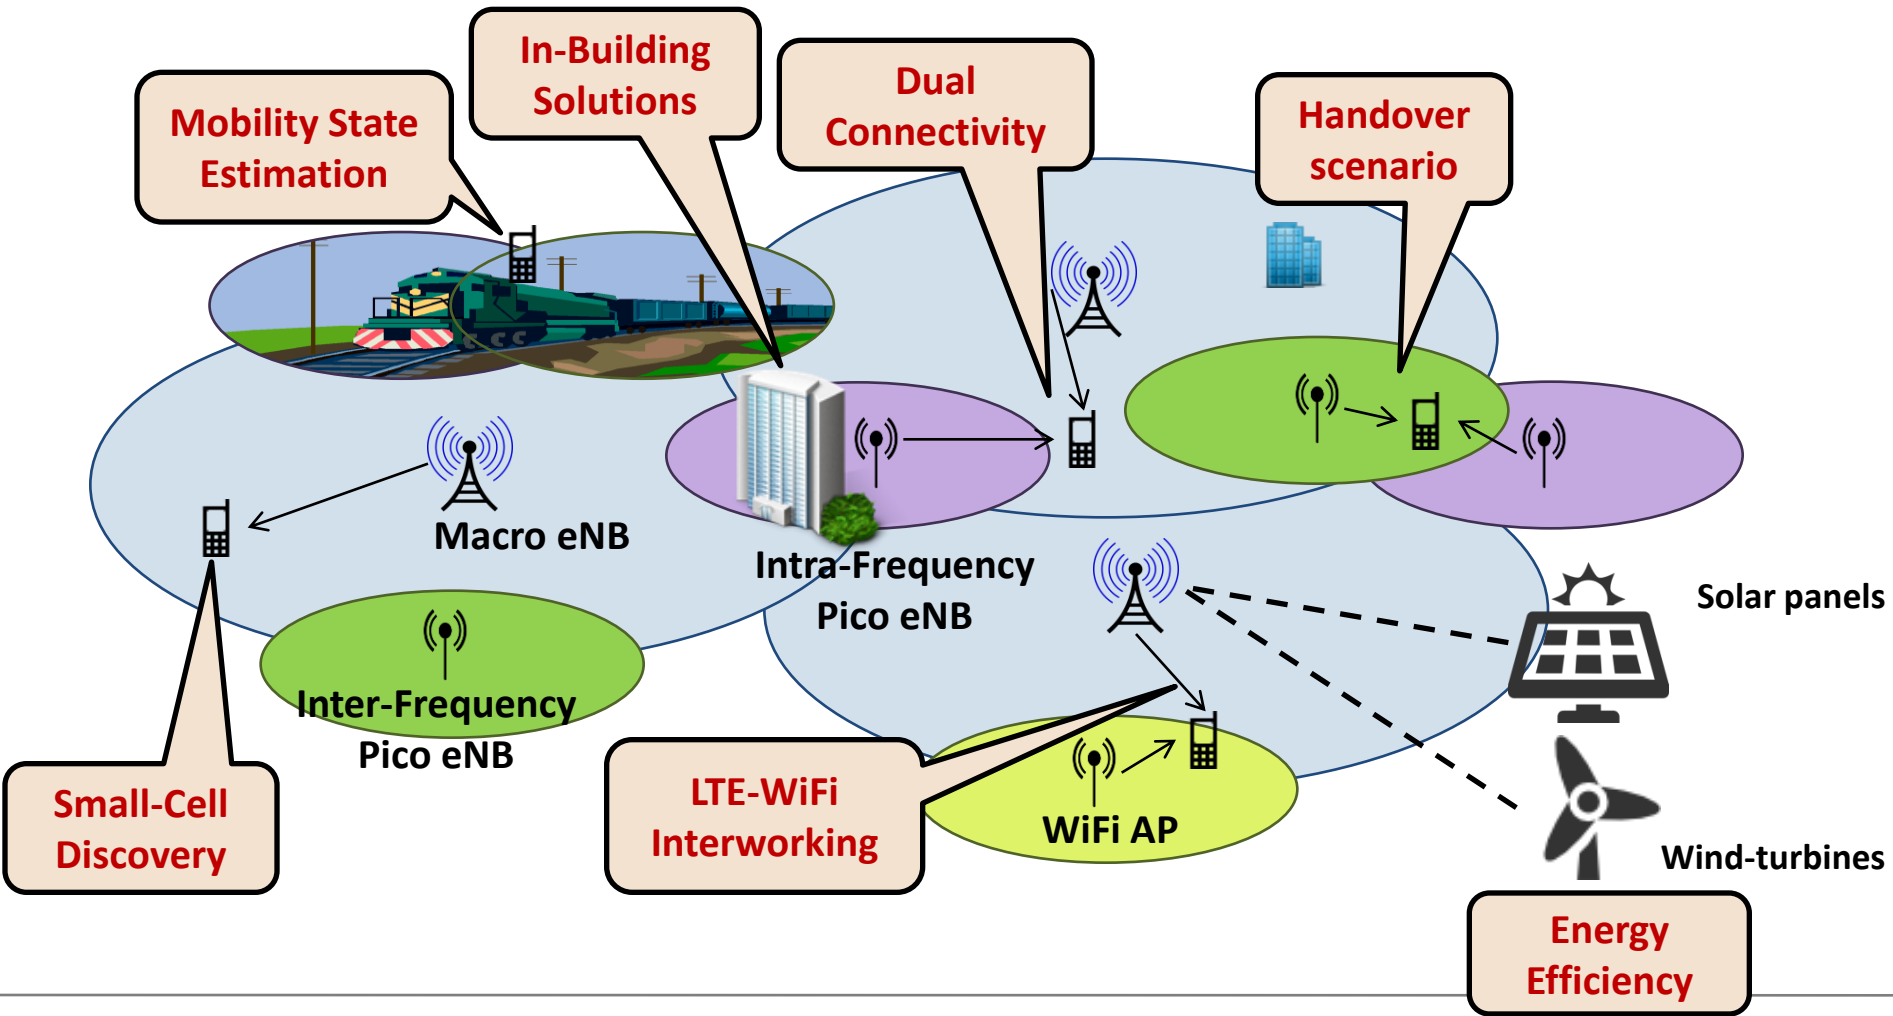 In-Building
Solutions
Dual
Connectivity
Mobility State
Estimation
Handover
scenario
Macro eNB
Intra-Frequency
Pico eNB
Solar panels
Inter-Frequency
Pico eNB
Small-Cell
Discovery
LTE-WiFi
Interworking
WiFi AP
Wind-turbines
Energy
Efficiency